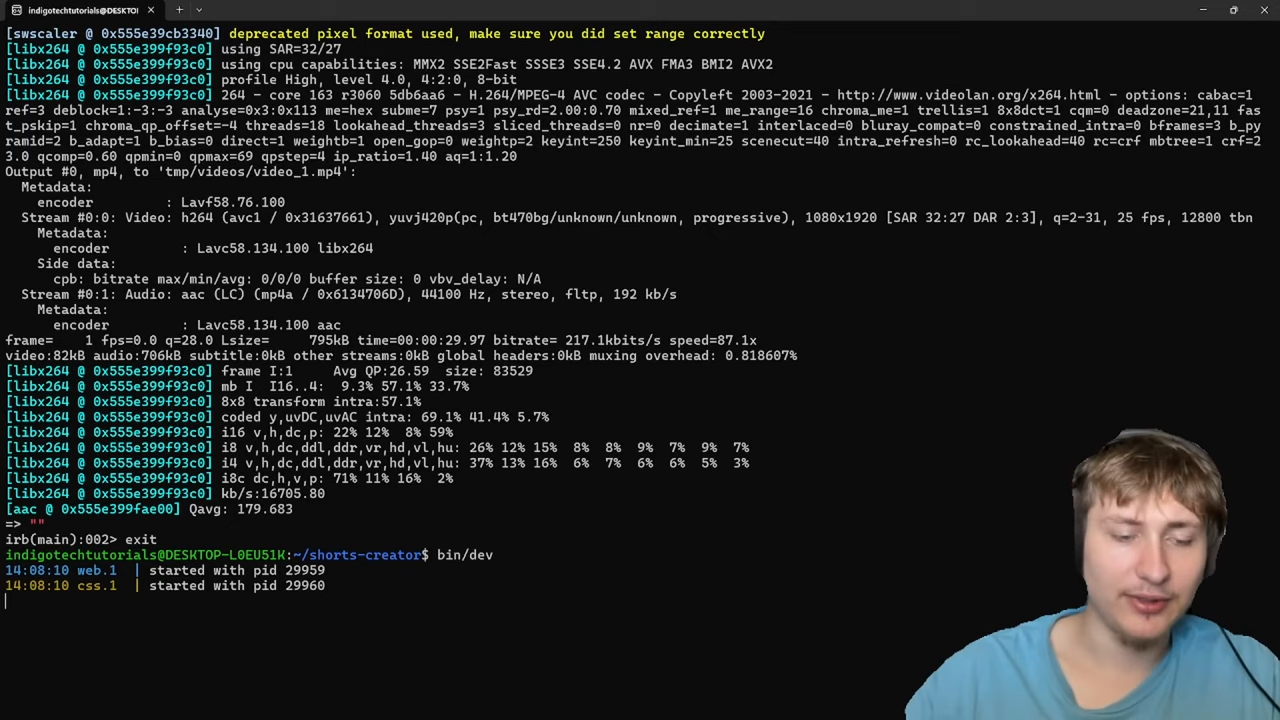 indigotechtutorials@DESKTOP-
[swscaler @ 0x555e39cb3340] deprecated pixel format used, make sure you did set range correctly
[libx264 @ 0x555e399f93c0] using SAR=32/27
[libx264 @ 0x555e399f93c0] using cpu capabilities: MMX2 SSE2Fast SSSE3 SSE4.2 AVX FMA3 BMI2 AVX2
[libx264 @ 0x555e399f93c0] profile High, level 4.0, 4:2:0, 8-bit
[libx264 @ 0x555e399f93c0] 264 - core 163 r3060 5db6aa6 - H.264/MPEG-4 AVC codec - Copyleft 2003-2021 - http://www.videolan.org/x264.html - options: cabac=1
ref=3 deblock=1:-3:-3 analyse=0x3:0x113 me=hex subme=7 psy=1 psy_rd=2.00:0.70 mixed_ref=1 me_range=16 chroma_me=1 trellis=1 8x8dct=1 cqm=0 deadzone=21,11 fas
t_pskip=1 chroma_qp_offset=-4 threads=18 lookahead_threads=3 sliced_threads=0 nr=0 decimate=1 interlaced=0 bluray_compat=0 constrained_intra=0 bframes=3 b_py
ramid=2 b_adapt=1 b_bias=0 direct=1 weightb=1 open_gop=0 weightp=2 keyint=250 keyint_min=25 scenecut=40 intra_refresh=0 rc_lookahead=40 rc=crf mbtree=1 crf=2
3.0 qcomp=0.60 qpmin=0 qpmax=69 qpstep=4 ip_ratio=1.40 aq=1:1.20
Output #0, mp4, to 'tmp/videos/video_1.mp4':
Metadata:
encoder : Lavf58.76.100
Stream #0:0: Video: h264 (avc1 / 0x31637661), yuvj420p(pc, bt470bg/unknown/unknown, progressive), 1080x1920 [SAR 32:27 DAR 2:3], q=2-31, 25 fps, 12800 tbn
Metadata:
encoder : Lavc58.134.100 libx264
Side data:
cpb: bitrate max/min/avg: 0/0/0 buffer size: 0 vbv_delay: N/A
Stream #0:1: Audio: aac (LC) (mp4a / 0x6134706D), 44100 Hz, stereo, fltp, 192 kb/s
Metadata:
encoder : Lavc58.134.100 aac
frame= 1 fps=0.0 q=28.0 Lsize= 795kB time=00:00:29.97 bitrate= 217.1kbits/s speed=87.1x
video:82kB audio:706kB subtitle:0kB other streams:0kB global headers:0kB muxing overhead: 0.818607%
[libx264 @ 0x555e399f93c0] frame I:1 Avg QP:26.59 size: 83529
[libx264 @ 0x555e399f93c0] mb I I16..4: 9.3% 57.1% 33.7%
[libx264 @ 0x555e399f93c0] 8x8 transform intra:57.1%
[libx264 @ 0x555e399f93c0] coded y,uvDC,uvAC intra: 69.1% 41.4% 5.7%
[libx264 @ 0x555e399f93c0] i16 v,h,dc,p: 22% 12% 8% 59%
[libx264 @ 0x555e399f93c0] i8 v,h,dc,ddl,ddr,vr,hd,vl,hu: 26% 12% 15% 8% 8% 9% 7% 9% 7%
[libx264 @ 0x555e399f93c0] i4 v,h,dc,ddl,ddr,vr,hd,vl,hu: 37% 13% 16% 6% 7% 6% 6% 5% 3%
[libx264 @ 0x555e399f93c0] i8c dc,h,v,p: 71% 11% 16% 2%
[libx264 @ 0x555e399f93c0] kb/s:16705.80
[aac @ 0x555e399fae00] Qavg: 179.683
=> ""
irb(main):002> exit
indigotechtutorials@DESKTOP-L0EU51K:~/shorts-creator$ bin/dev
14:08:10 web.1 | started with pid 29959
14:08:10 css.1 | started with pid 29960